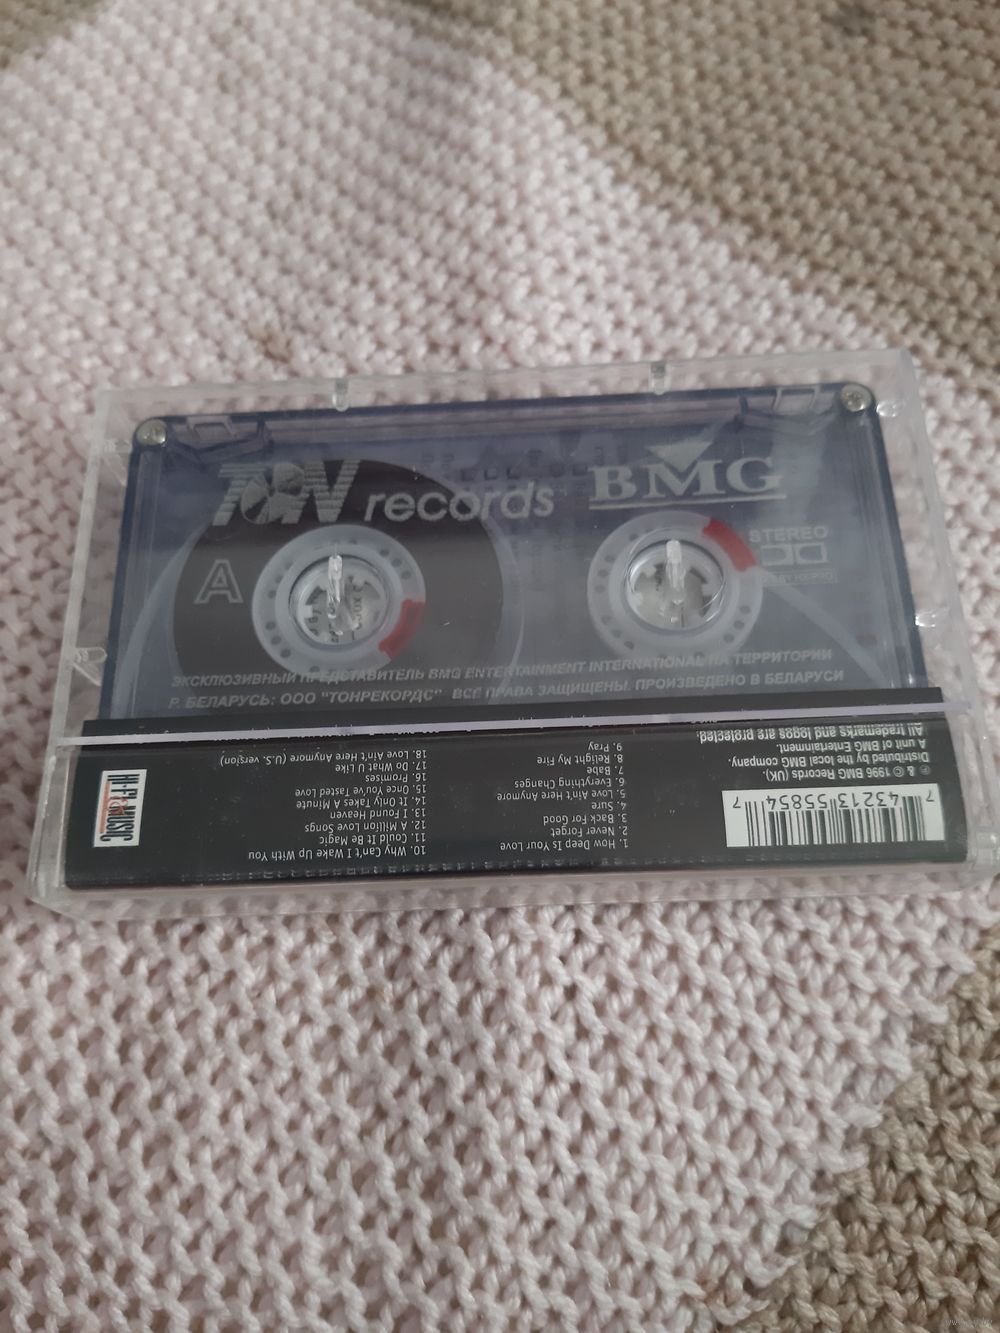 TON records
BMG
A
STEREO
ЭКСКЛЮЗИВНЫЙ ПРЕДСТАВИТЕЛЬ BMG ENTERTAINMENT INTERNATIONAL НА ТЕРРИТОРИИ
Р. БЕЛАРУСЬ: ООО "ТОНРЕКОРДС". ВСЕ ПРАВА ЗАЩИЩЕНЫ. ПРОИЗВЕДЕНО В БЕЛАРУСИ
1. How Deep Is Your Love
2. Never Forget
3. Back For Good
4. Sure
5. Love Ain't Here Anymore
6. Everything Changes
7. Babe
8. Relight My Fire
9. Pray
10. Why Can't I Wake Up With You
11. Could It Be Magic
12. A Million Love Songs
13. I Found Heaven
14. It Only Takes A Minute
15. Once You've Tasted Love
16. Promises
17. Do What U Like
18. Love Ain't Here Anymore (U.S. version)
7 43213 55854 7
℗ & © 1996 BMG Records (UK).
Distributed by the local BMG Company.
A unit of BMG Entertainment.
All trademarks and logos are protected.